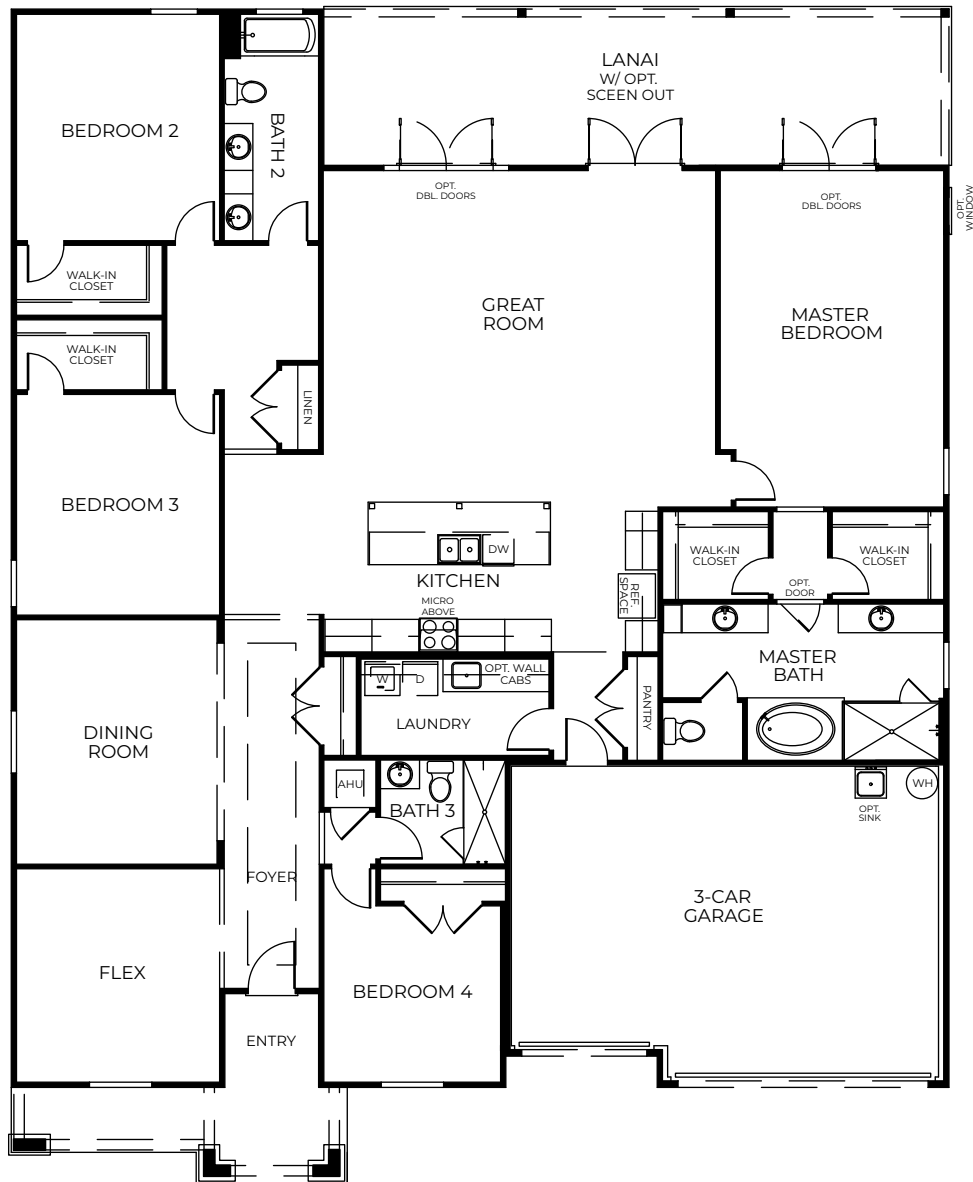 LANAI
W/ OPT.
SCEEN OUT
BEDROOM 2
BATH 2
OPT.
DBL. DOORS
OPT.
DBL. DOORS
OPT.
WINDOW
WALK-IN
CLOSET
GREAT
ROOM
MASTER
BEDROOM
WALK-IN
CLOSET
LINEN
BEDROOM 3
DW
WALK-IN
CLOSET
WALK-IN
CLOSET
KITCHEN
OPT.
DOOR
REF.
SPACE
MICRO
ABOVE
MASTER
BATH
OPT. WALL
CABS
W
D
PANTRY
LAUNDRY
DINING
ROOM
AHU
WH
BATH 3
OPT.
SINK
FOYER
3-CAR
GARAGE
FLEX
BEDROOM 4
ENTRY